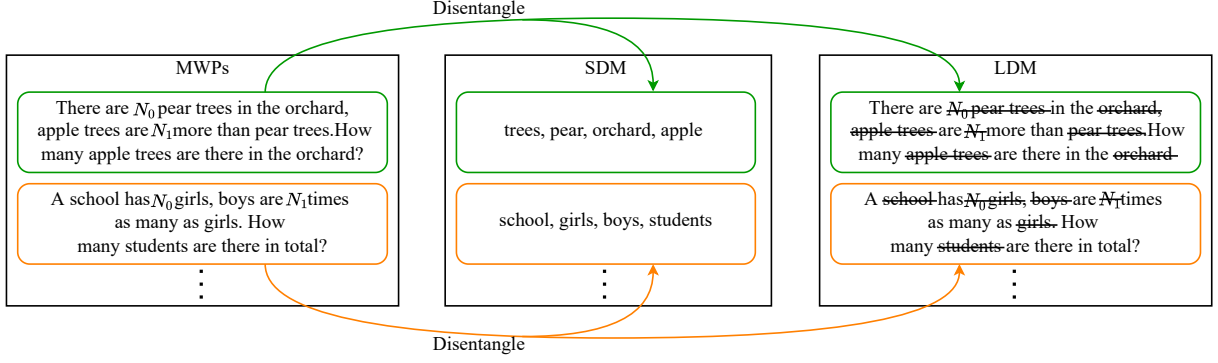 Disentangle
MWPs
There are N₀ pear trees in the orchard,
apple trees are N₁ more than pear trees.How
many apple trees are there in the orchard?
A school has N₀ girls, boys are N₁ times
as many as girls. How
many students are there in total?
⋮
SDM
trees, pear, orchard, apple
school, girls, boys, students
⋮
LDM
There are N₀ pear trees in the orchard,
apple trees are N₁ more than pear trees.How
many apple trees are there in the orchard
A school has N₀ girls, boys are N₁ times
as many as girls. How
many students are there in total?
⋮
Disentangle